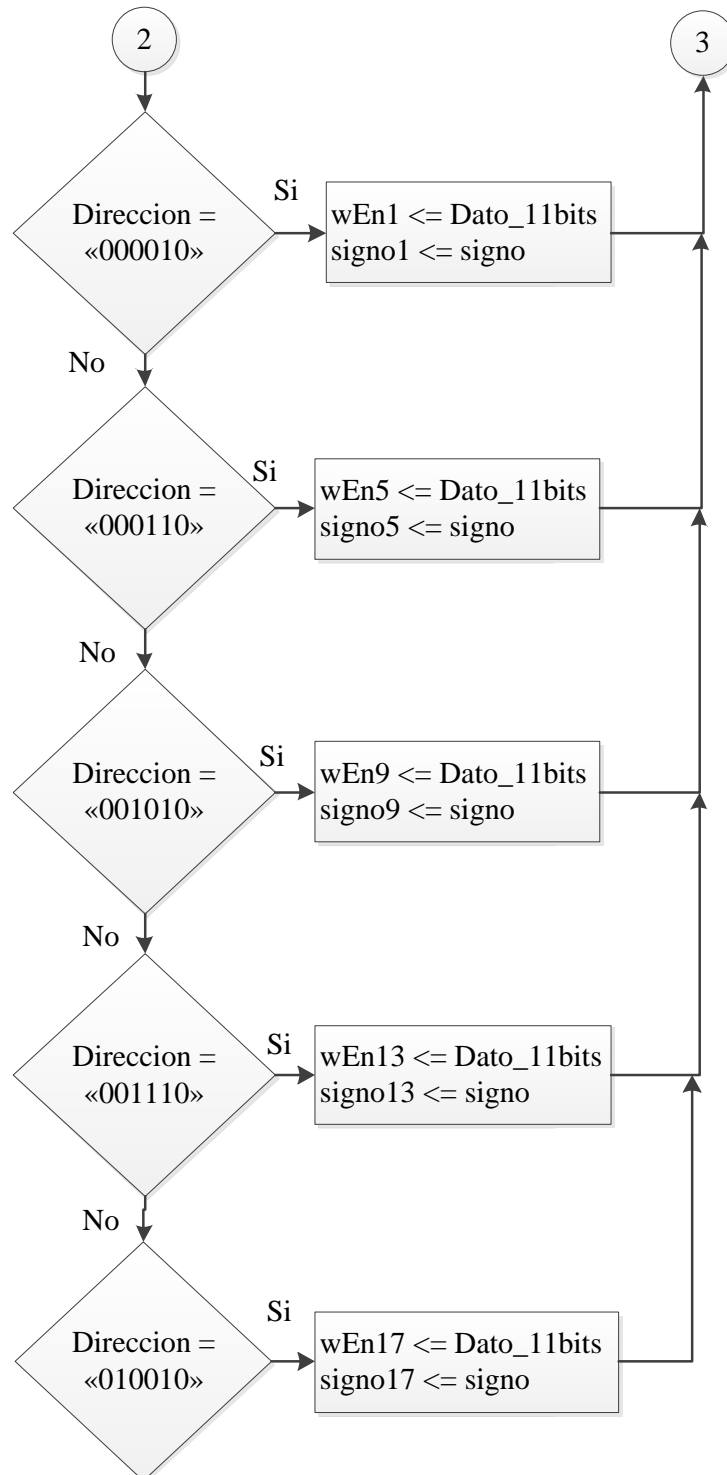 2
3
Direccion =
«000010»
Si
wEn1 <= Dato_11bits
signo1 <= signo
No
Direccion =
«000110»
Si
wEn5 <= Dato_11bits
signo5 <= signo
No
Direccion =
«001010»
Si
wEn9 <= Dato_11bits
signo9 <= signo
No
Direccion =
«001110»
Si
wEn13 <= Dato_11bits
signo13 <= signo
No
Direccion =
«010010»
Si
wEn17 <= Dato_11bits
signo17 <= signo